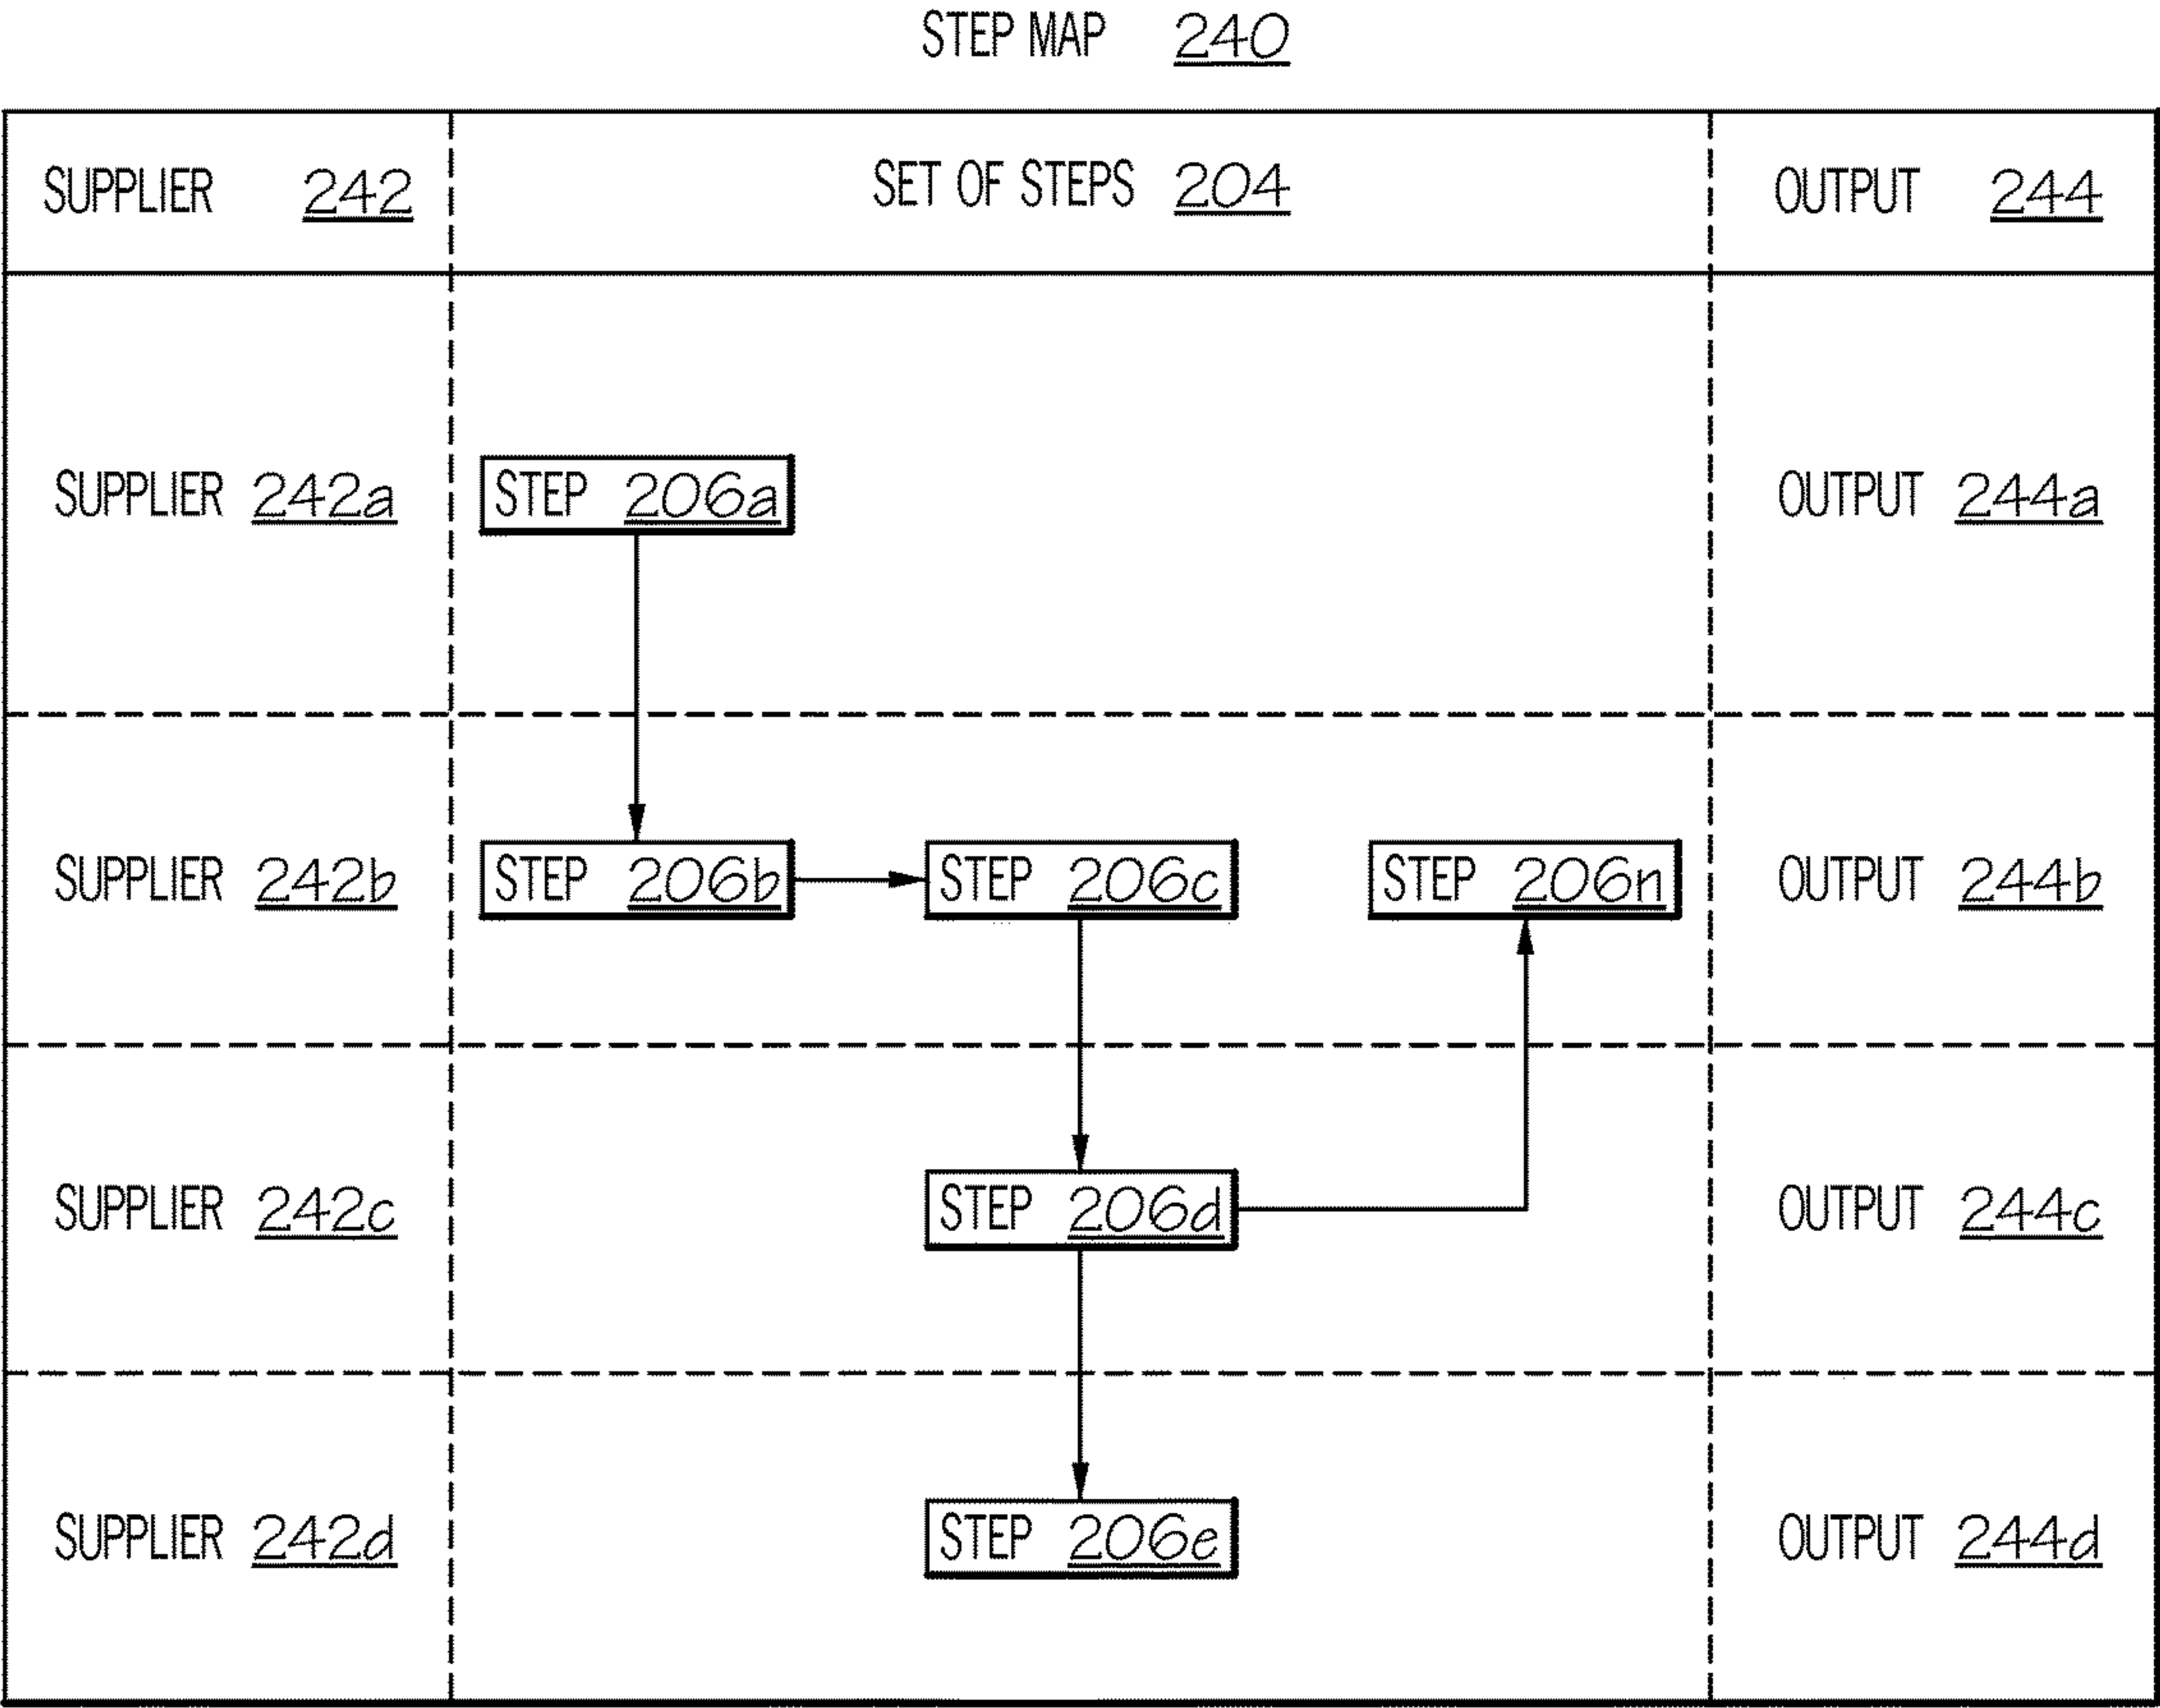 STEP MAP 240
SUPPLIER 242 SET OF STEPS 204 OUTPUT 244
SUPPLIER 242a STEP 206a OUTPUT 244a
SUPPLIER 242b STEP 206b STEP 206c STEP 206n OUTPUT 244b
SUPPLIER 242c STEP 206d OUTPUT 244c
SUPPLIER 242d STEP 206e OUTPUT 244d